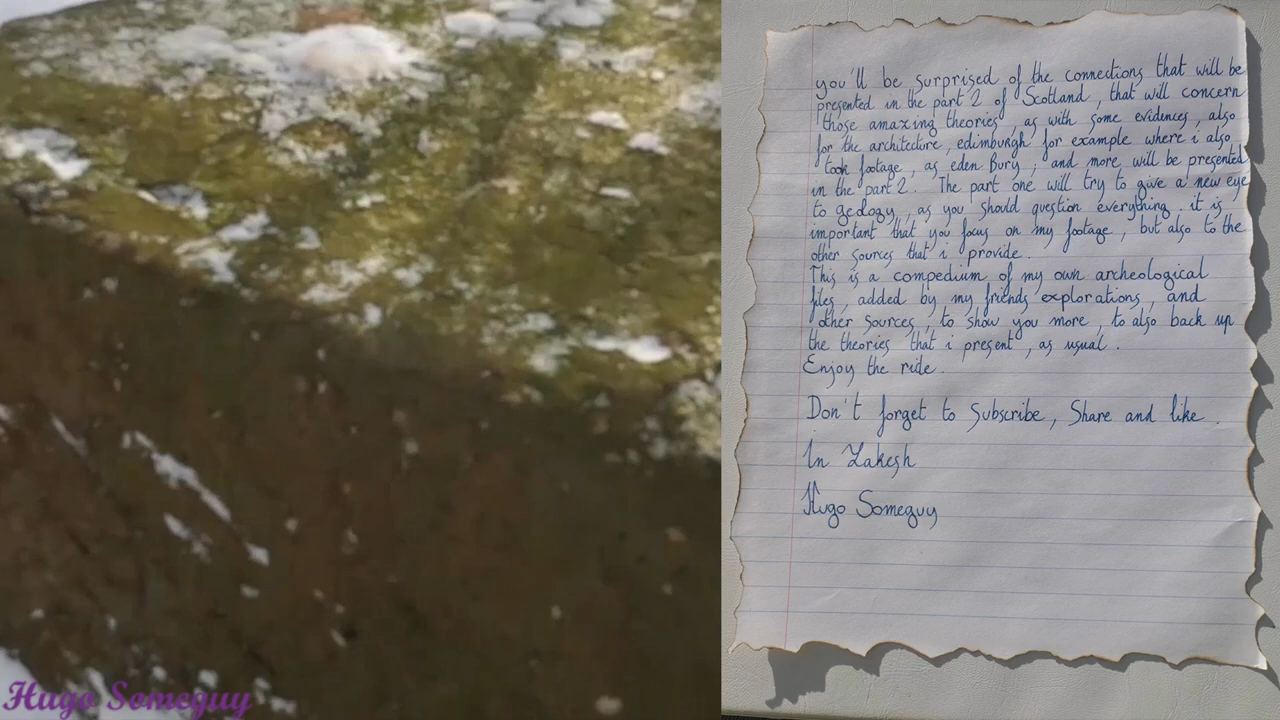 you'll be surprised of the connections that will be
presented in the part 2 of Scotland, that will concern
those amazing theories, as with some evidences, also
for the architecture, edimburgh for example where i also
took footage, as eden Bury, and more will be presented
in the part 2. The part one will try to give a new eye
to geology, as you should question everything. it is
important that you focus on my footage, but also to the
other sources that i provide.
This is a compedium of my own archeological
files, added by my friends explorations, and
other sources, to show you more, to also back up
the theories that i present, as usual.
Enjoy the ride.
Don't forget to Subscribe, Share and like.
In Lakesh
Hugo Someguy
Hugo Someguy